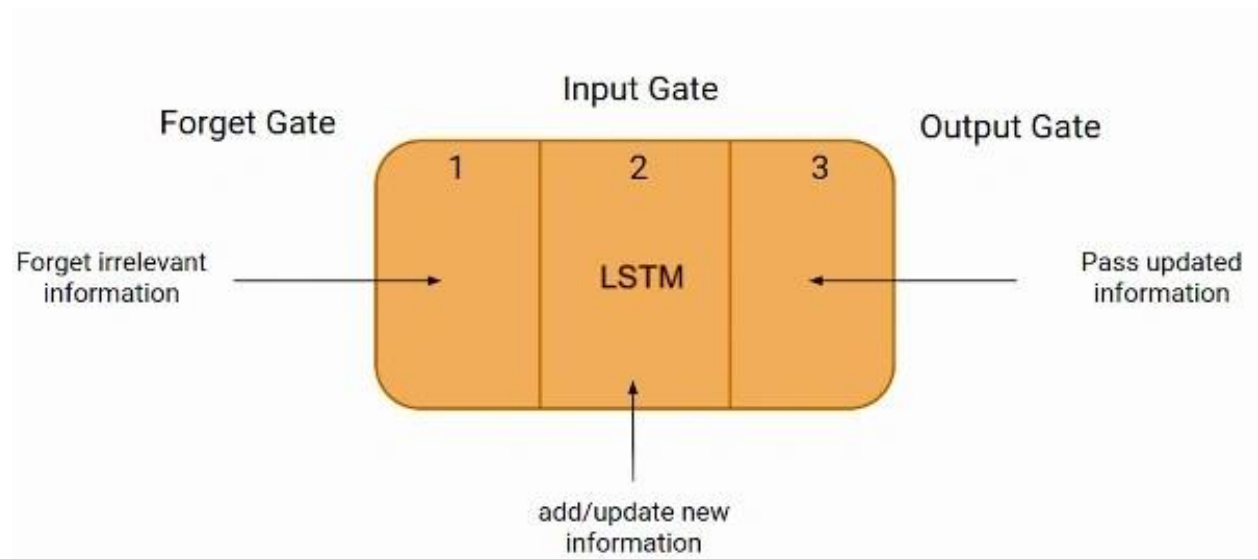 Input Gate
Forget Gate
Output Gate
1
2
3
Forget irrelevant
information
LSTM
Pass updated
information
add/update new
information